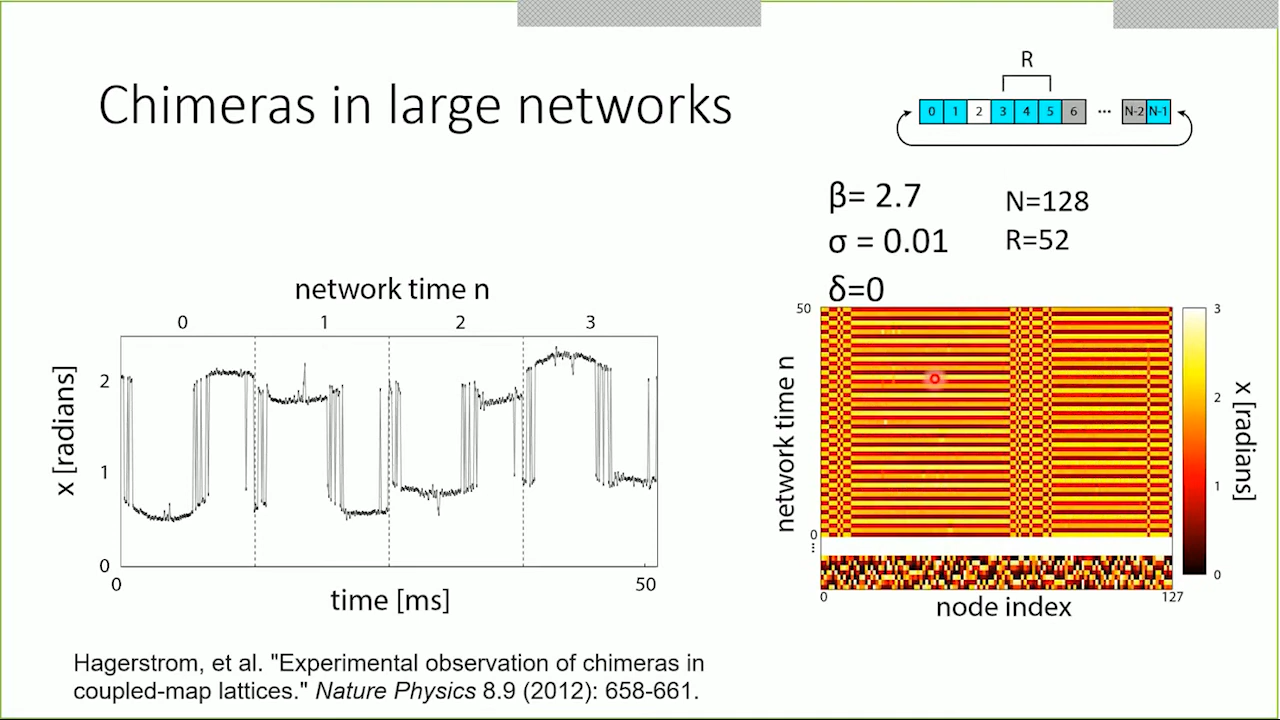 Chimeras in large networks
R
0 1 2 3 4 5 6 ... N-2 N-1
β= 2.7
σ = 0.01
δ=0
N=128
R=52
network time n
0 1 2 3
x [radians]
2
1
0
0 50
time [ms]
50
0
...
network time n
0 127
node index
3
2
1
0
x [radians]
Hagerstrom, et al. "Experimental observation of chimeras in
coupled-map lattices." Nature Physics 8.9 (2012): 658-661.